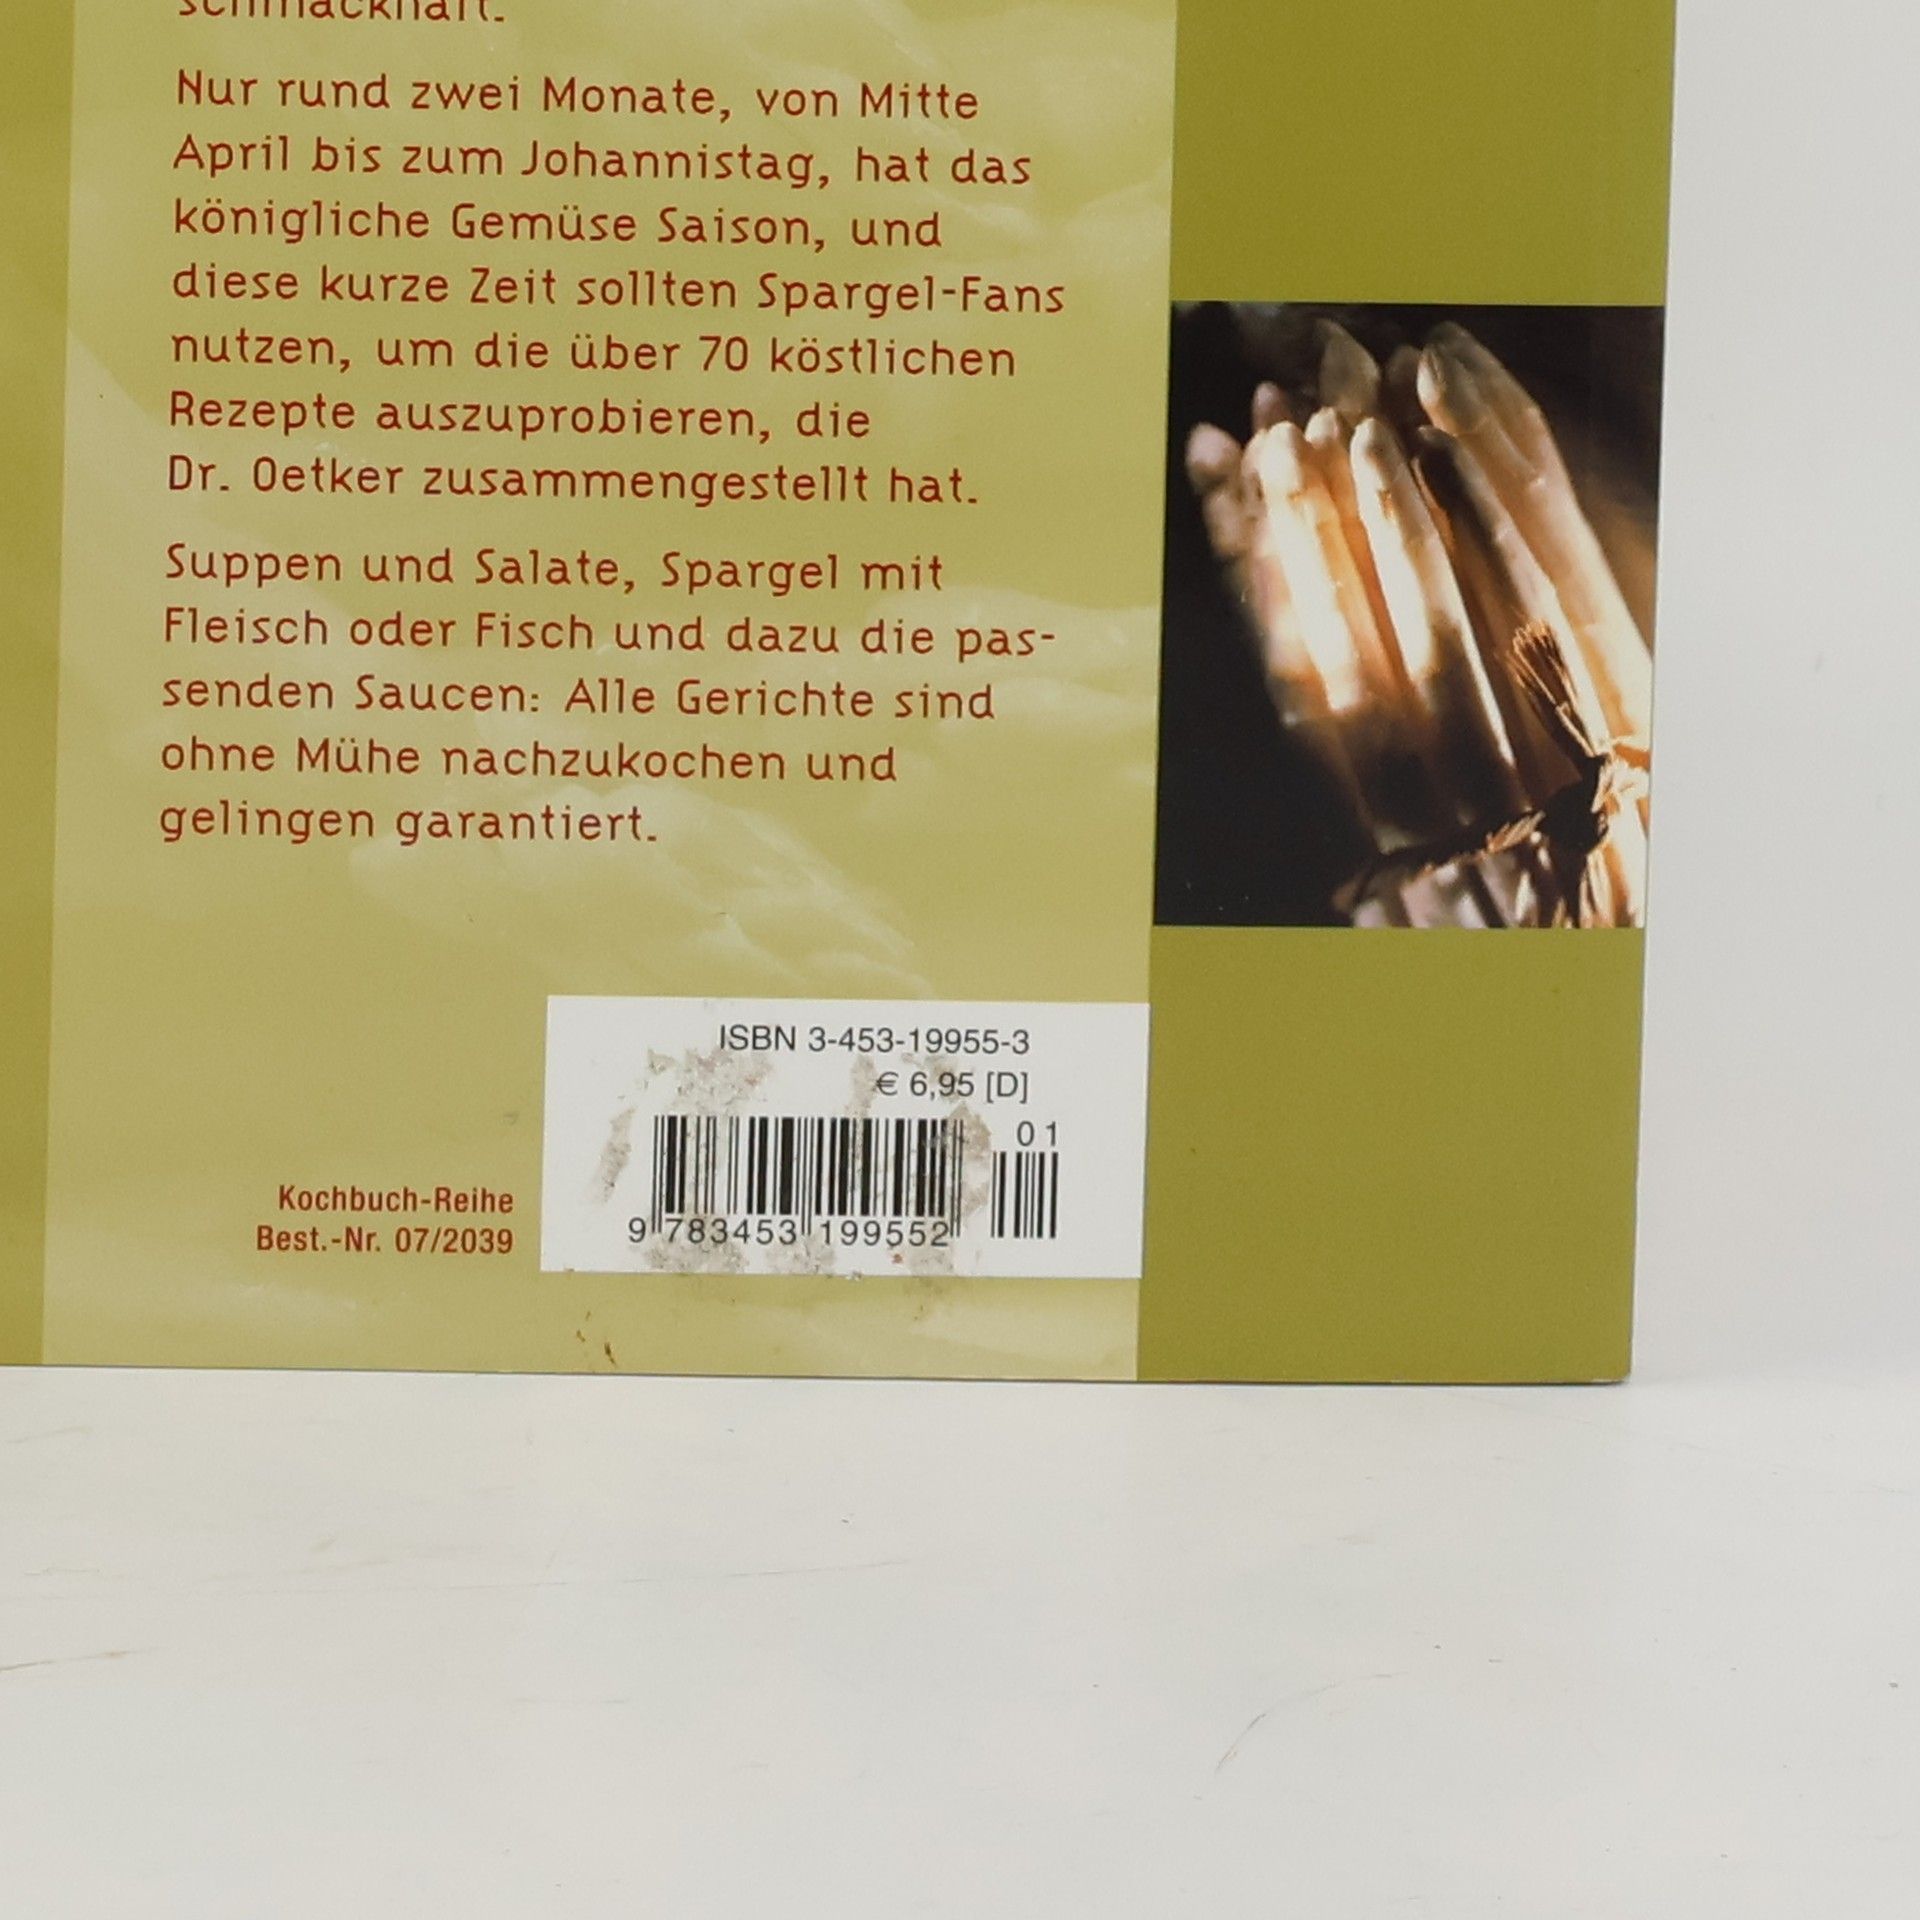 schmackhaft.
Nur rund zwei Monate, von Mitte
April bis zum Johannistag, hat das
königliche Gemüse Saison, und
diese kurze Zeit sollten Spargel-Fans
nutzen, um die über 70 köstlichen
Rezepte auszuprobieren, die
Dr. Oetker zusammengestellt hat.
Suppen und Salate, Spargel mit
Fleisch oder Fisch und dazu die pas-
senden Saucen: Alle Gerichte sind
ohne Mühe nachzukochen und
gelingen garantiert.
ISBN 3-453-19955-3
€ 6,95 [D]
01
9 783453 199552
Kochbuch-Reihe
Best.-Nr. 07/2039